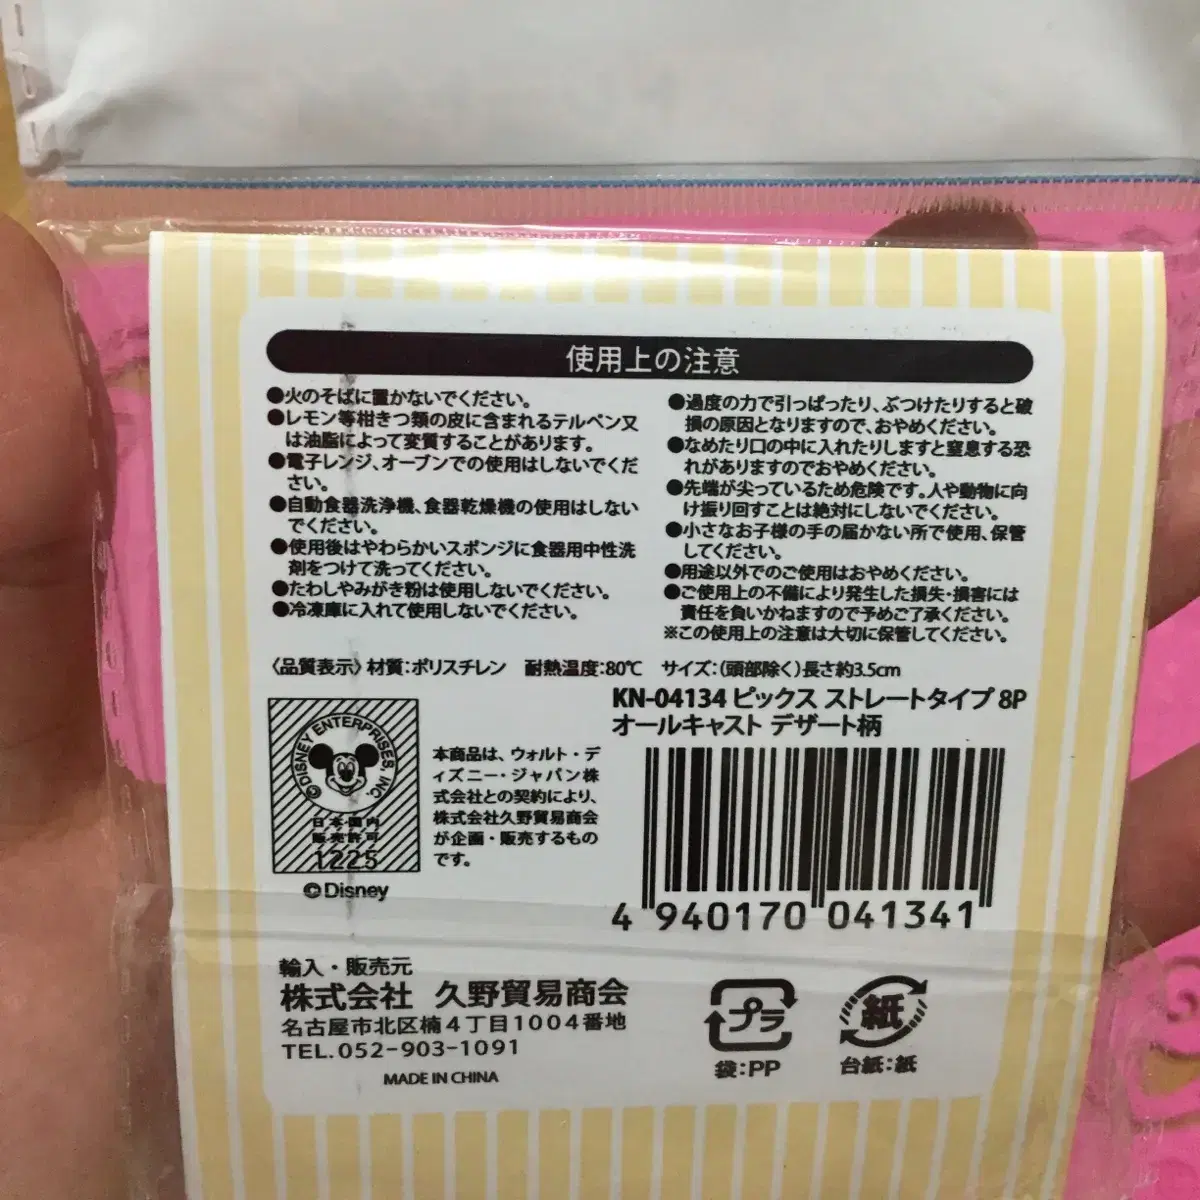 使用上の注意
●火のそばに置かないでください。
●レモン等柑きつ類の皮に含まれるテルペン又
は油脂によって変質することがあります。
●電子レンジ、オーブンでの使用はしないでくだ
さい。
●自動食器洗浄機、食器乾燥機の使用はしない
でください。
●使用後はやわらかいスポンジに食器用中性洗
剤をつけて洗ってください。
●たわしやみがき粉は使用しないでください。
●冷凍庫に入れて使用しないでください。
●過度の力で引っぱったり、ぶつけたりすると破
損の原因となりますので、おやめください。
●なめたり口の中に入れたりしますと窒息する恐
れがありますのでおやめください。
●先端が尖っているため危険です。人や動物に向
け振り回すことは絶対にしないでください。
●小さなお子様の手の届かない所で使用、保管
してください。
●用途以外でのご使用はおやめください。
●ご使用上の不備により発生した損失・損害には
責任を負いかねますので予めご了承ください。
※この使用上の注意は大切に保管してください。
〈品質表示〉材質:ポリスチレン 耐熱温度:80℃ サイズ:(頭部除く)長さ約3.5cm
KN-04134 ピックス ストレートタイプ 8P
オールキャスト デザート柄
©DISNEY ENTERPRISES, INC.
日本国内
販売許可
1225
©Disney
本商品は、ウォルト・デ
ィズニー・ジャパン株
式会社との契約により、
株式会社久野貿易商会
が企画・販売するもの
です。
4 940170 041341
輸入・販売元
株式会社 久野貿易商会
名古屋市北区楠4丁目1004番地
TEL.052-903-1091
MADE IN CHINA
プラ
袋:PP
紙
台紙:紙